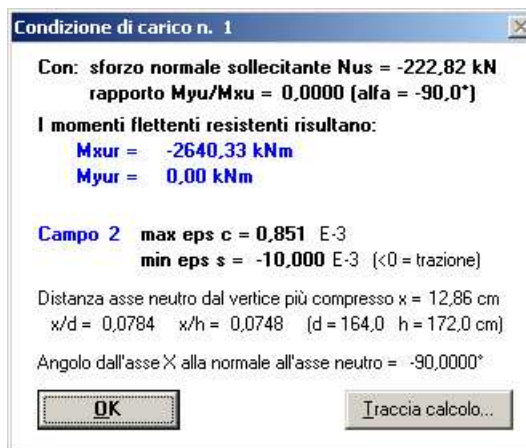 Condizione di carico n. 1
Con: sforzo normale sollecitante Nus = -222,82 kN
rapporto Myu/Mxu = 0,0000 (alfa = -90,0°)
I momenti flettenti resistenti risultano:
Mxur = -2640,33 kNm
Myur = 0,00 kNm
Campo 2 max eps c = 0,851 E-3
min eps s = -10,000 E-3 (<0 = trazione)
Distanza asse neutro dal vertice più compresso x = 12,86 cm
x/d = 0,0784 x/h = 0,0748 (d = 164,0 h = 172,0 cm)
Angolo dall'asse X alla normale all'asse neutro = -90,0000°
OK Traccia calcolo...